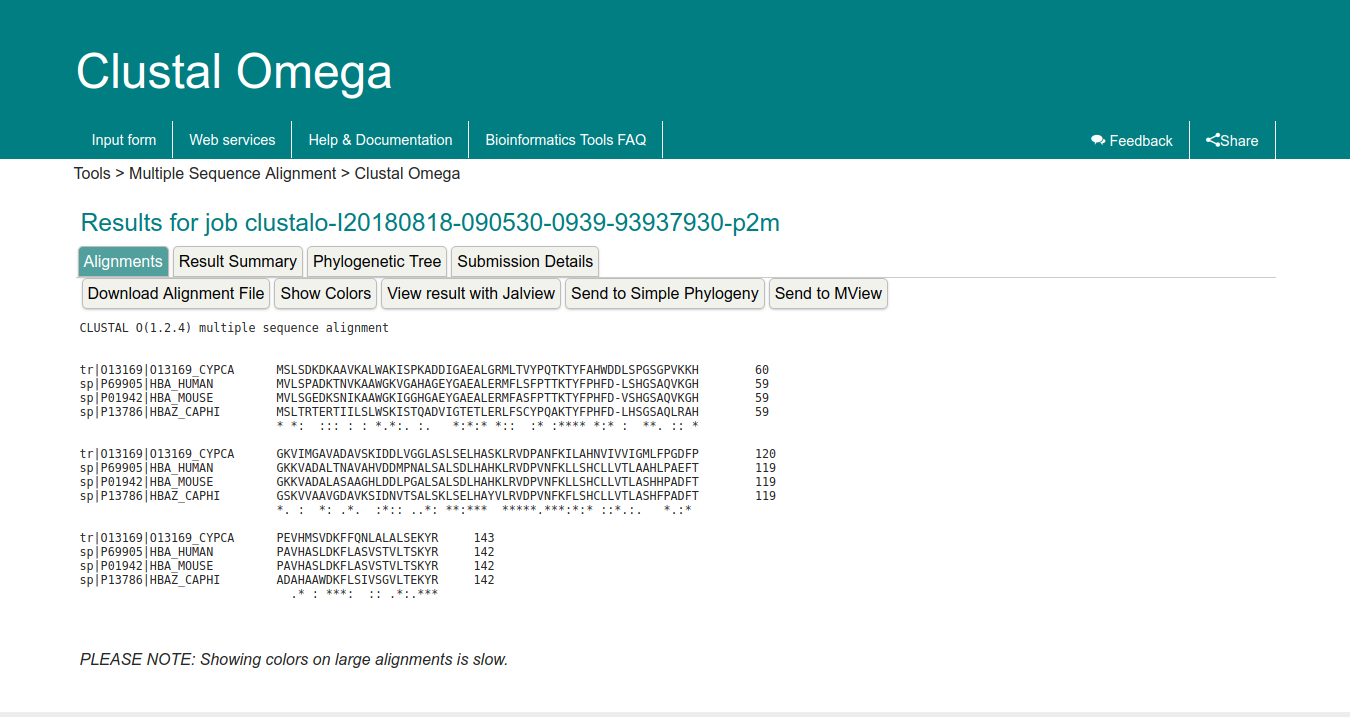 Clustal Omega
Input form Web services Help & Documentation Bioinformatics Tools FAQ Feedback Share
Tools > Multiple Sequence Alignment > Clustal Omega
Results for job clustalo-I20180818-090530-0939-93937930-p2m
Alignments Result Summary Phylogenetic Tree Submission Details
Download Alignment File Show Colors View result with Jalview Send to Simple Phylogeny Send to MView
CLUSTAL O(1.2.4) multiple sequence alignment
tr|O13169|O13169_CYPCA      MSLSDKDKAAVKALWAKISPKADDIGAEALGRMLTVYPQTKTYFAHWDDLSPGSGPVKKH        60
sp|P69905|HBA_HUMAN         MVLSPADKTNVKAAWGKVGAHAGEYGAEALERMFLSFPTTKTYFPHFD-LSHGSAQVKGH        59
sp|P01942|HBA_MOUSE         MVLSGEDKSNIKAAWGKIGGHGAEYGAEALERMFASFPTTKTYFPHFD-VSHGSAQVKGH        59
sp|P13786|HBAZ_CAPHI        MSLTRTERTIILSLWSKISTQADVIGTETLERLFSCYPQAKTYFPHFD-LHSGSAQLRAH        59
                            * *:  ::: : : *.*:. :.   *:*:* *::  :* :**** *:* :  **. :: *
tr|O13169|O13169_CYPCA      GKVIMGAVADAVSKIDDLVGGLASLSELHASKLRVDPANFKILAHNVIVVIGMLFPGDFP        120
sp|P69905|HBA_HUMAN         GKKVADALTNAVAHVDDMPNALSALSDLHAHKLRVDPVNFKLLSHCLLVTLAAHLPAEFT        119
sp|P01942|HBA_MOUSE         GKKVADALASAAGHLDDLPGALSALSDLHAHKLRVDPVNFKLLSHCLLVTLASHHPADFT        119
sp|P13786|HBAZ_CAPHI        GSKVVAAVGDAVKSIDNVTSALSKLSELHAYVLRVDPVNFKFLSHCLLVTLASHFPADFT        119
                            *. :  *: .*.  :*:: ..*: **:***  *****.***:*:* ::*.:.   *.:*
tr|O13169|O13169_CYPCA      PEVHMSVDKFFQNLALALSEKYR     143
sp|P69905|HBA_HUMAN         PAVHASLDKFLASVSTVLTSKYR     142
sp|P01942|HBA_MOUSE         PAVHASLDKFLASVSTVLTSKYR     142
sp|P13786|HBAZ_CAPHI        ADAHAAWDKFLSIVSGVLTEKYR     142
                              .* : ***:  :: .*:.***
PLEASE NOTE: Showing colors on large alignments is slow.